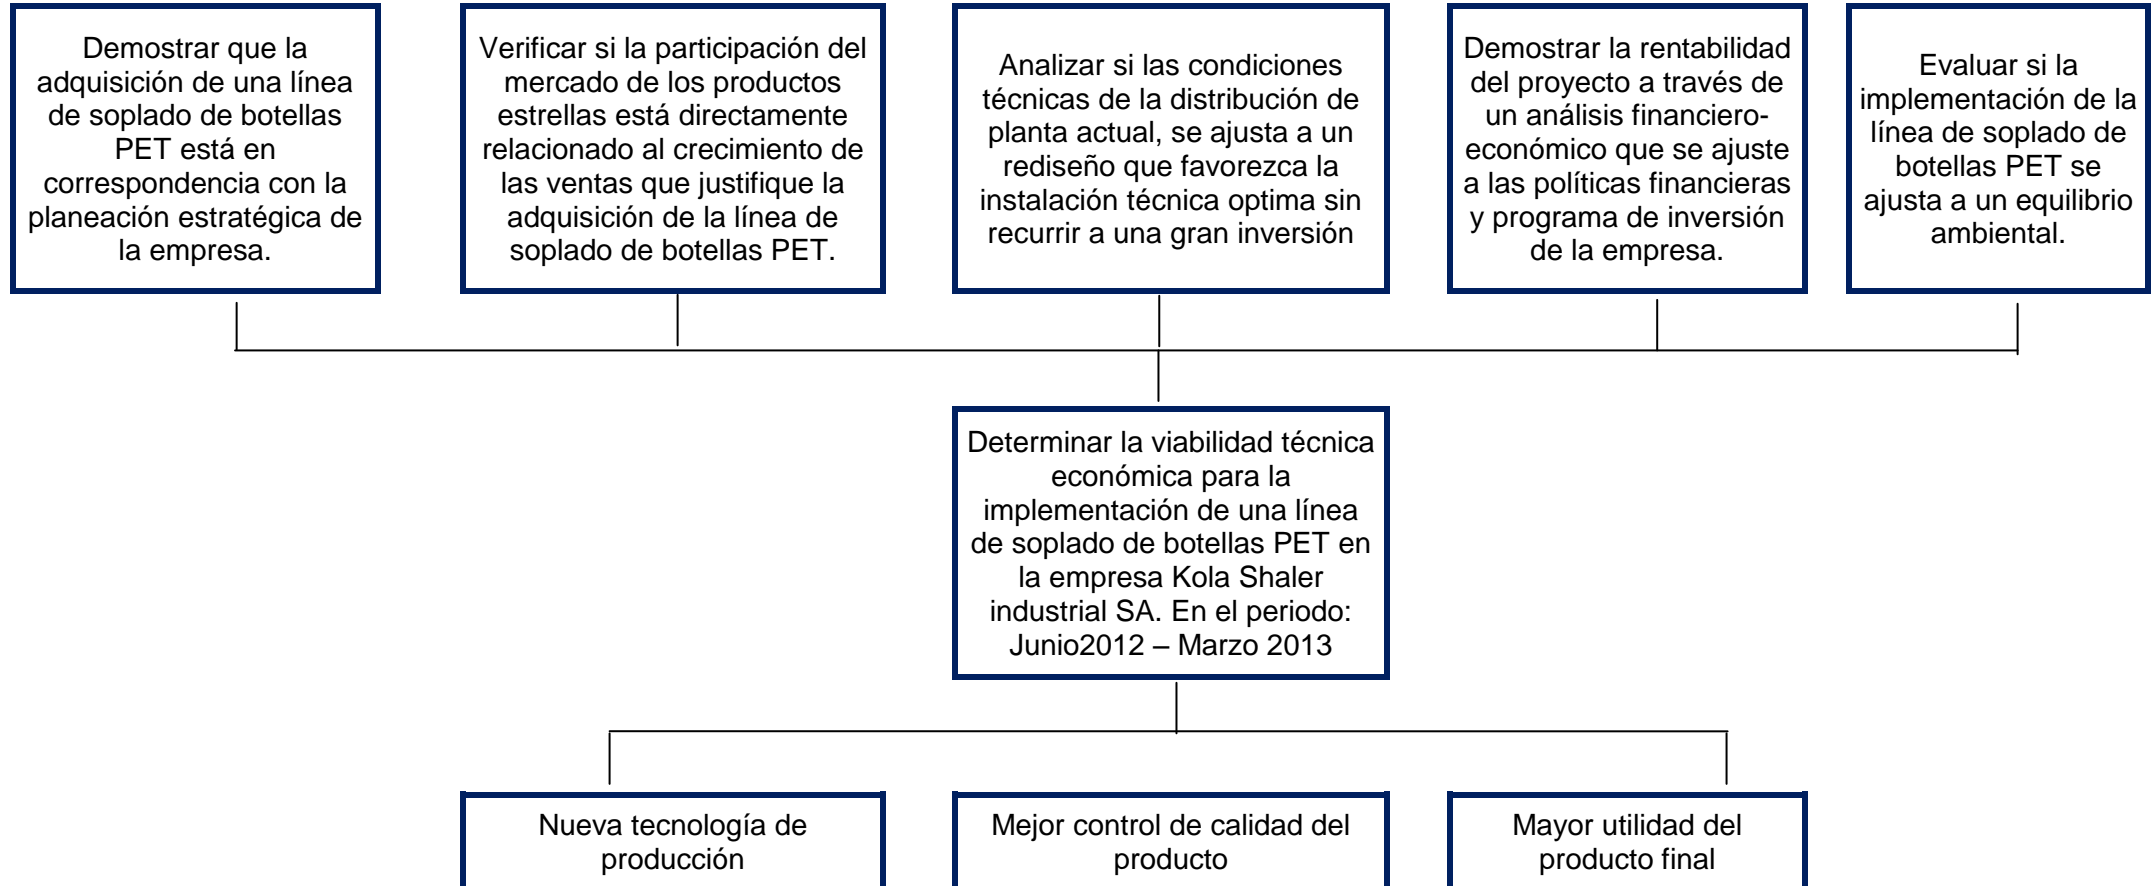 Demostrar que la
adquisición de una línea
de soplado de botellas
PET está en
correspondencia con la
planeación estratégica de
la empresa.
Verificar si la participación del
mercado de los productos
estrellas está directamente
relacionado al crecimiento de
las ventas que justifique la
adquisición de la línea de
soplado de botellas PET.
Analizar si las condiciones
técnicas de la distribución de
planta actual, se ajusta a un
rediseño que favorezca la
instalación técnica optima sin
recurrir a una gran inversión
Demostrar la rentabilidad
del proyecto a través de
un análisis financiero-
económico que se ajuste
a las políticas financieras
y programa de inversión
de la empresa.
Evaluar si la
implementación de la
línea de soplado de
botellas PET se
ajusta a un equilibrio
ambiental.
Determinar la viabilidad técnica
económica para la
implementación de una línea
de soplado de botellas PET en
la empresa Kola Shaler
industrial SA. En el periodo:
Junio2012 – Marzo 2013
Nueva tecnología de
producción
Mejor control de calidad del
producto
Mayor utilidad del
producto final